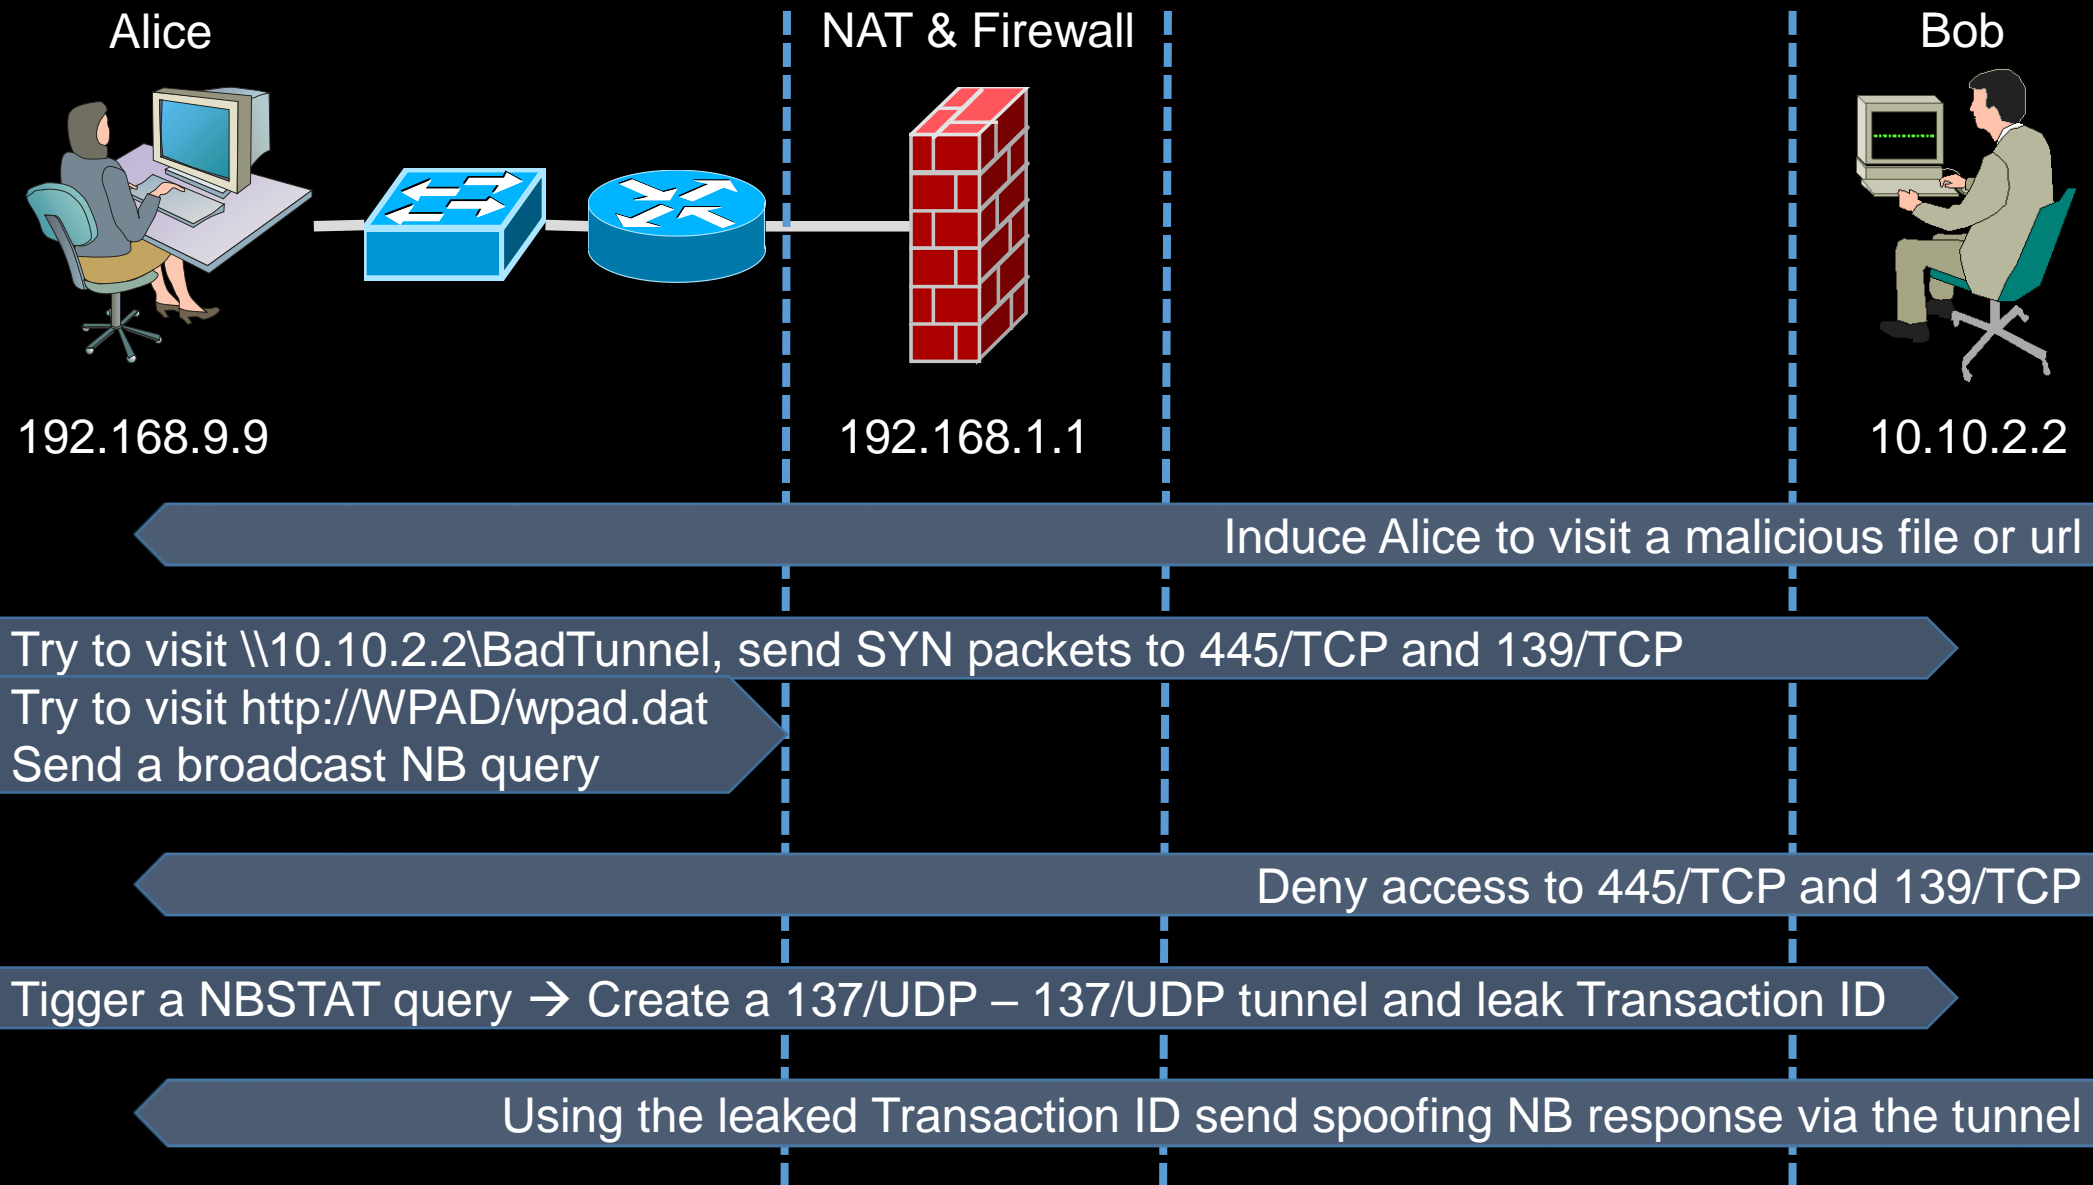 Alice
NAT & Firewall
Bob
192.168.9.9
192.168.1.1
10.10.2.2
Induce Alice to visit a malicious file or url
Try to visit \\10.10.2.2\BadTunnel, send SYN packets to 445/TCP and 139/TCP
Try to visit http://WPAD/wpad.dat
Send a broadcast NB query
Deny access to 445/TCP and 139/TCP
Tigger a NBSTAT query → Create a 137/UDP – 137/UDP tunnel and leak Transaction ID
Using the leaked Transaction ID send spoofing NB response via the tunnel